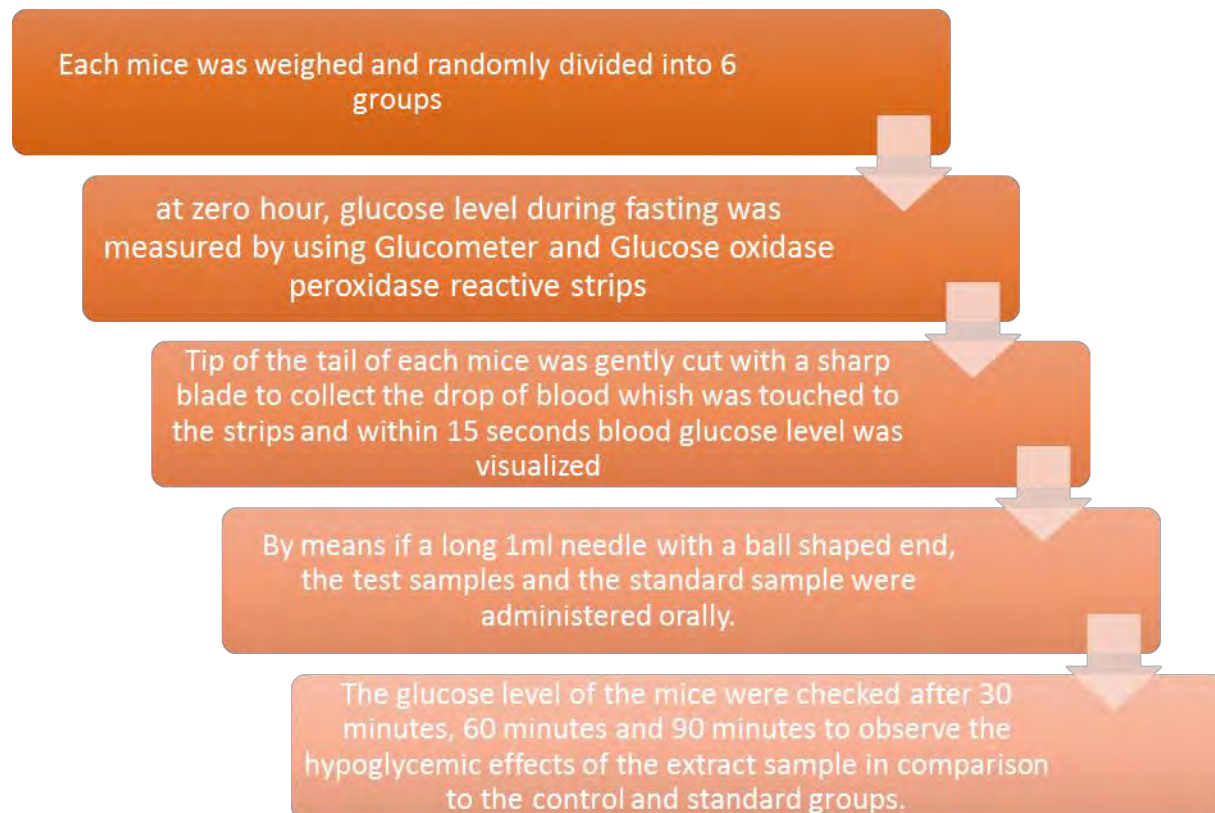 Each mice was weighed and randomly divided into 6
groups
at zero hour, glucose level during fasting was
measured by using Glucometer and Glucose oxidase
peroxidase reactive strips
Tip of the tail of each mice was gently cut with a sharp
blade to collect the drop of blood whish was touched to
the strips and within 15 seconds blood glucose level was
visualized
By means if a long 1ml needle with a ball shaped end,
the test samples and the standard sample were
administered orally.
The glucose level of the mice were checked after 30
minutes, 60 minutes and 90 minutes to observe the
hypoglycemic effects of the extract sample in comparison
to the control and standard groups.